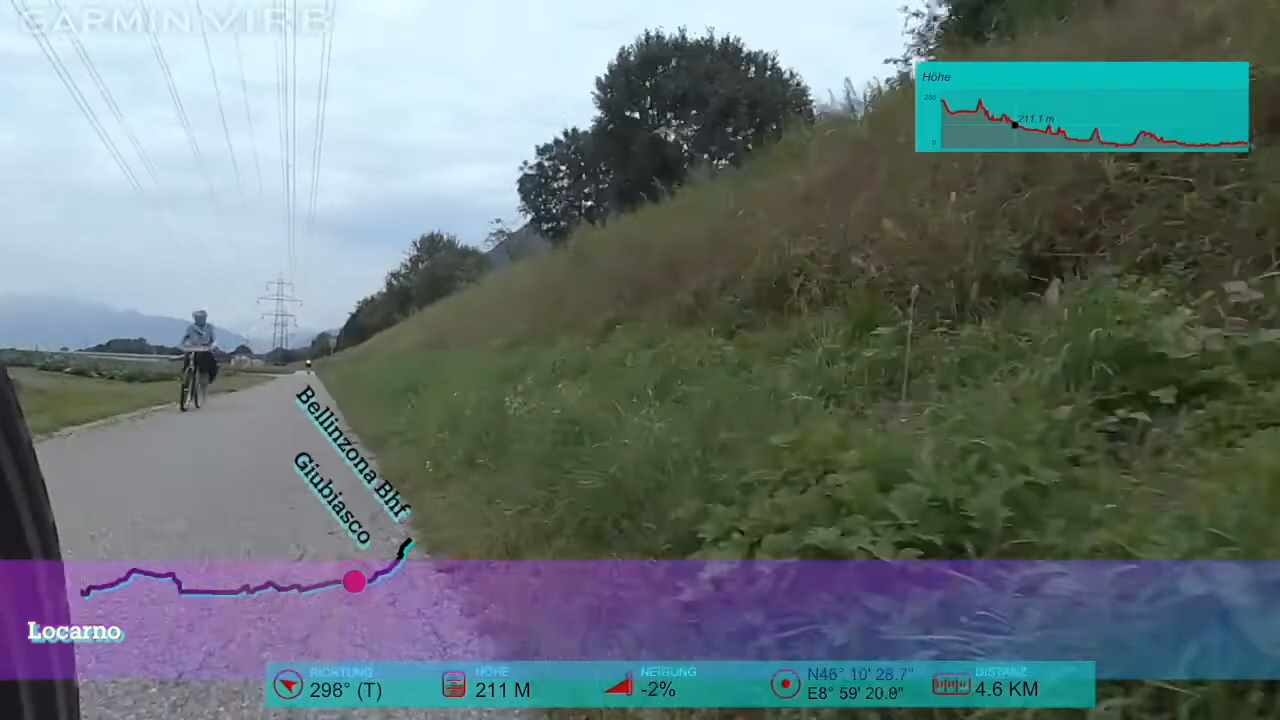 GARMIN VIRB
Höhe
250
211.1 m
0
Bellinzona Bhf
Giubiasco
Locarno
RICHTUNG
298° (T)
HÖHE
211 M
NEIGUNG
-2%
N46° 10' 28.7"
E8° 59' 20.9"
DISTANZ
4.6 KM